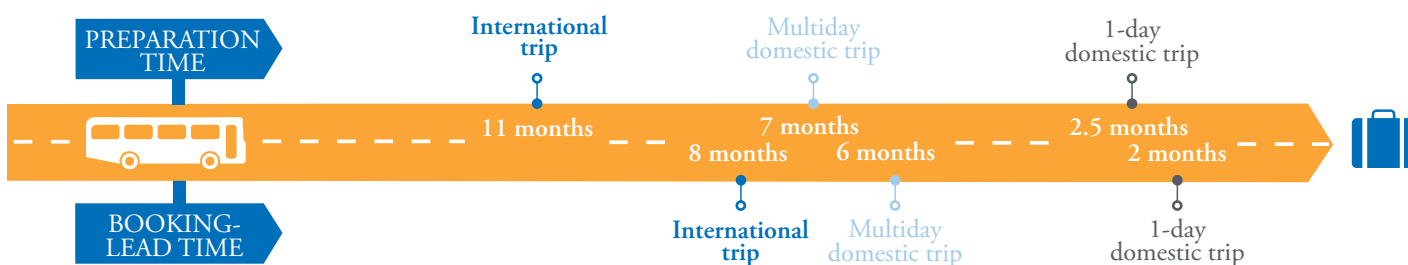 PREPARATION
TIME
International
trip
Multiday
domestic trip
1-day
domestic trip
11 months
7 months
2.5 months
8 months
6 months
2 months
BOOKING-
LEAD TIME
International
trip
Multiday
domestic trip
1-day
domestic trip